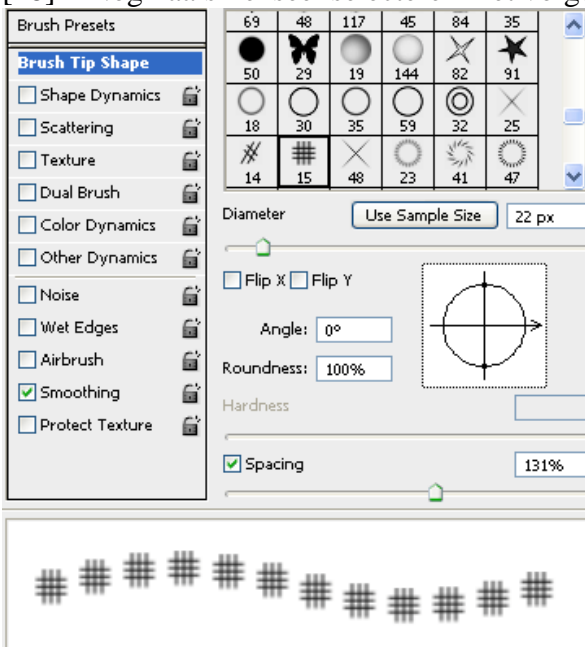 Brush Presets
Brush Tip Shape
Shape Dynamics
Scattering
Texture
Dual Brush
Color Dynamics
Other Dynamics
Noise
Wet Edges
Airbrush
Smoothing
Protect Texture
69 48 117 45 84 35
50 29 19 144 82 91
18 30 35 59 32 25
14 15 48 23 41 47
Diameter Use Sample Size 22 px
Flip X Flip Y
Angle: 0°
Roundness: 100%
Hardness
Spacing 131%